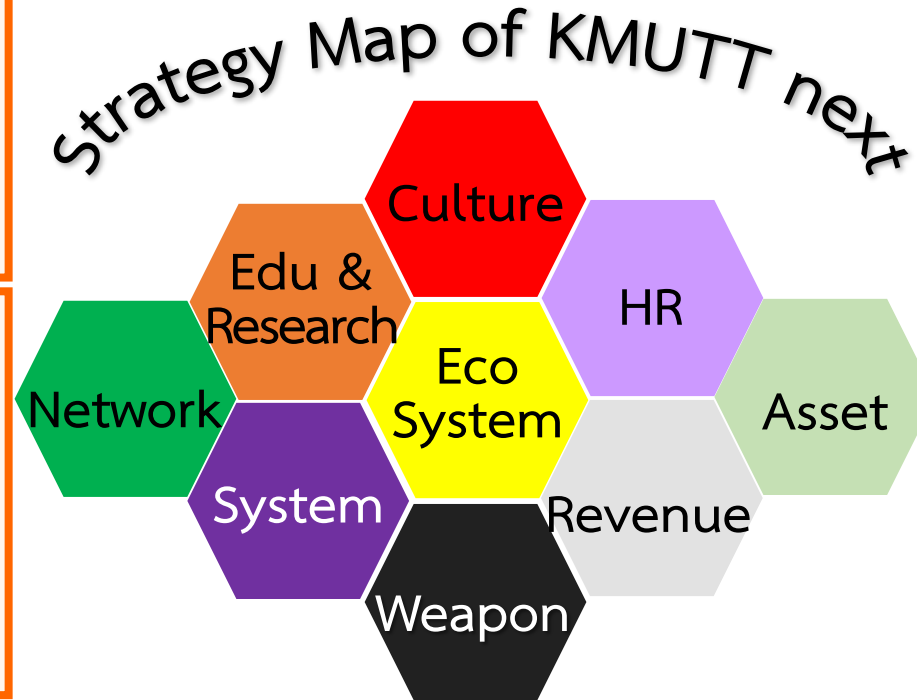 Strategy Map of KMUTT next
Culture
Edu &
Research
HR
Network
Eco
System
Asset
System
Revenue
Weapon